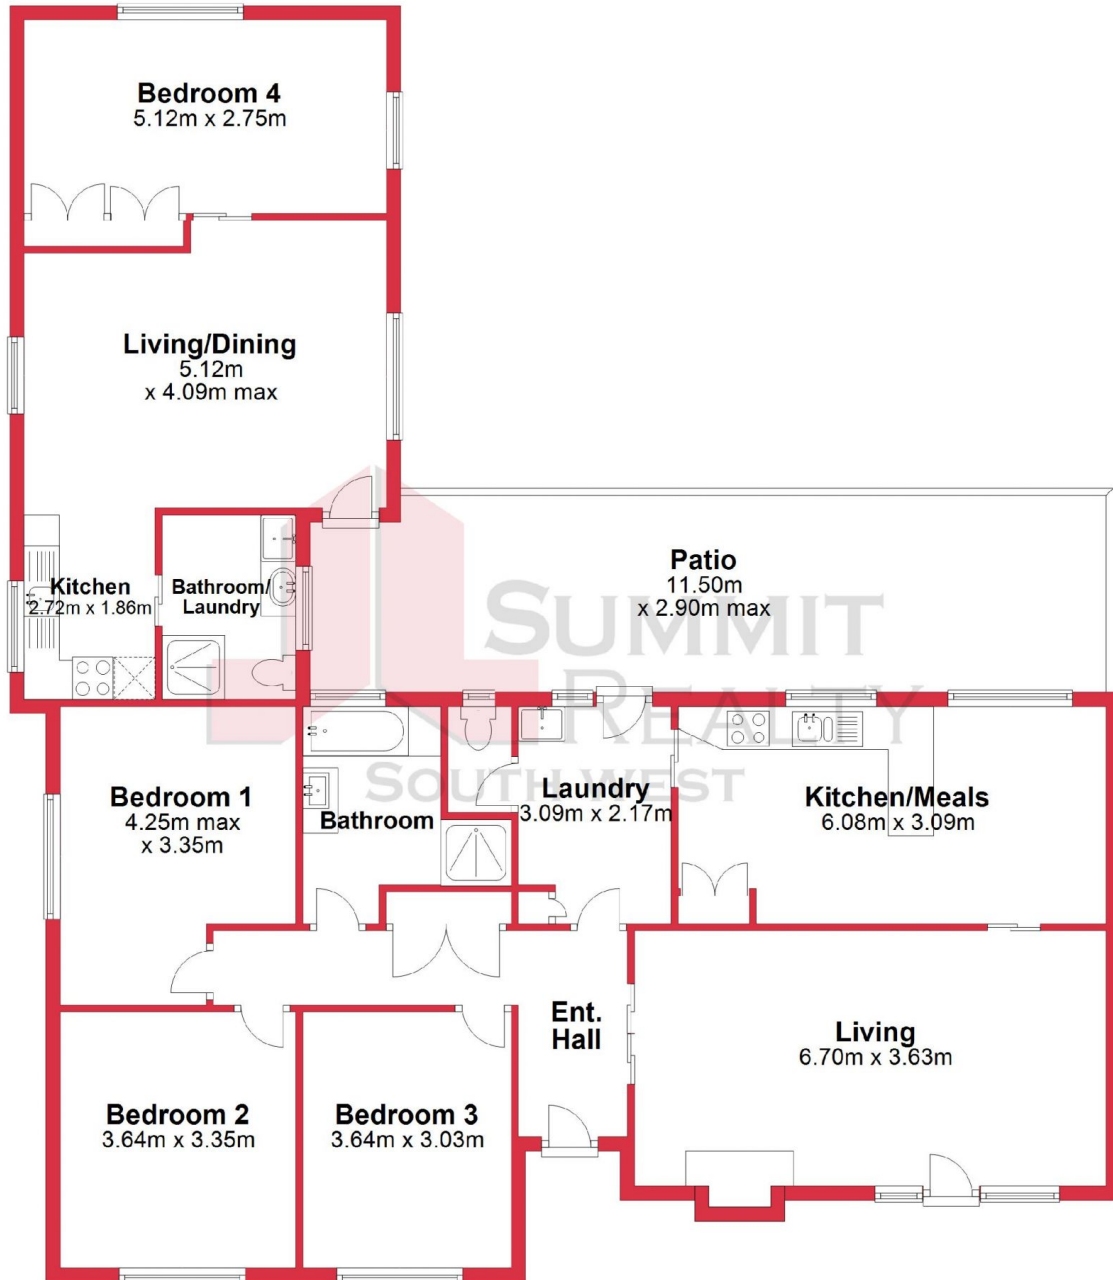 Bedroom 4
5.12m x 2.75m
Living/Dining
5.12m
x 4.09m max
Kitchen
2.72m x 1.86m
Bathroom/
Laundry
Patio
11.50m
x 2.90m max
SUMMIT
REALTY
SOUTH WEST
Bedroom 1
4.25m max
x 3.35m
Bathroom
Laundry
3.09m x 2.17m
Kitchen/Meals
6.08m x 3.09m
Ent.
Hall
Living
6.70m x 3.63m
Bedroom 2
3.64m x 3.35m
Bedroom 3
3.64m x 3.03m